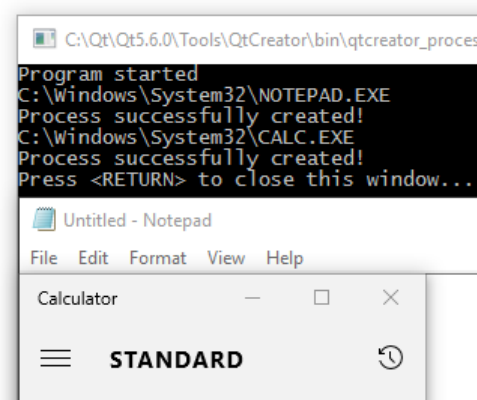 C:\Qt\Qt5.6.0\Tools\QtCreator\bin\qtcreator_proces
Program started
C:\Windows\System32\NOTEPAD.EXE
Process successfully created!
C:\Windows\System32\CALC.EXE
Process successfully created!
Press <RETURN> to close this window...
Untitled - Notepad
File Edit Format View Help
Calculator
STANDARD